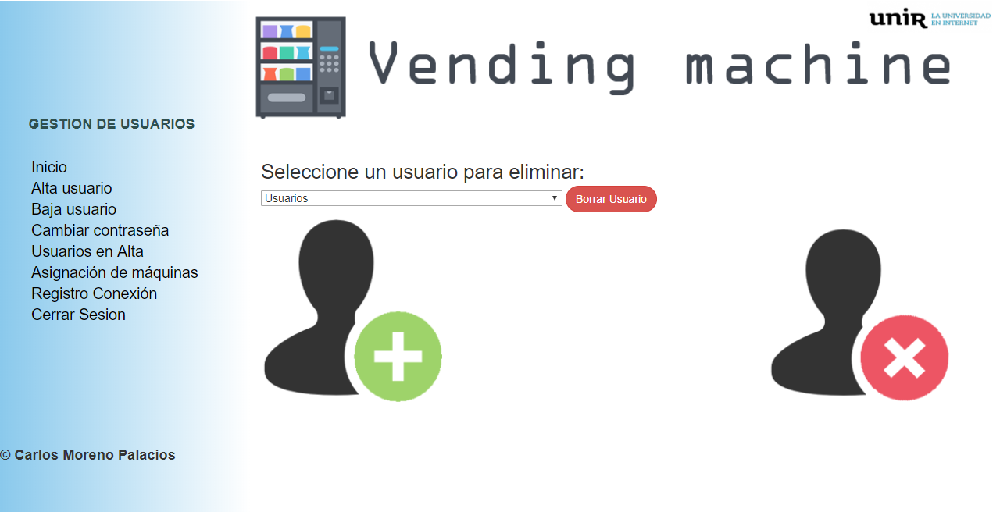 unir LA UNIVERSIDAD
EN INTERNET
Vending machine
GESTION DE USUARIOS
Inicio
Alta usuario
Baja usuario
Cambiar contraseña
Usuarios en Alta
Asignación de máquinas
Registro Conexión
Cerrar Sesion
Seleccione un usuario para eliminar:
Usuarios
Borrar Usuario
© Carlos Moreno Palacios